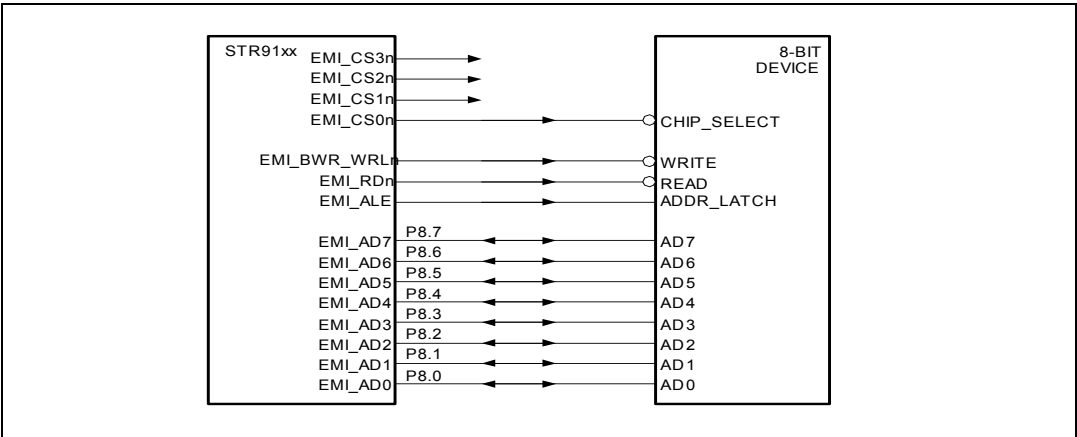 STR91xx
EMI_CS3n
EMI_CS2n
EMI_CS1n
EMI_CS0n
EMI_BWR_WRLn
EMI_RDn
EMI_ALE
EMI_AD7
EMI_AD6
EMI_AD5
EMI_AD4
EMI_AD3
EMI_AD2
EMI_AD1
EMI_AD0
P8.7
P8.6
P8.5
P8.4
P8.3
P8.2
P8.1
P8.0
8-BIT
DEVICE
CHIP_SELECT
WRITE
READ
ADDR_LATCH
AD7
AD6
AD5
AD4
AD3
AD2
AD1
AD0